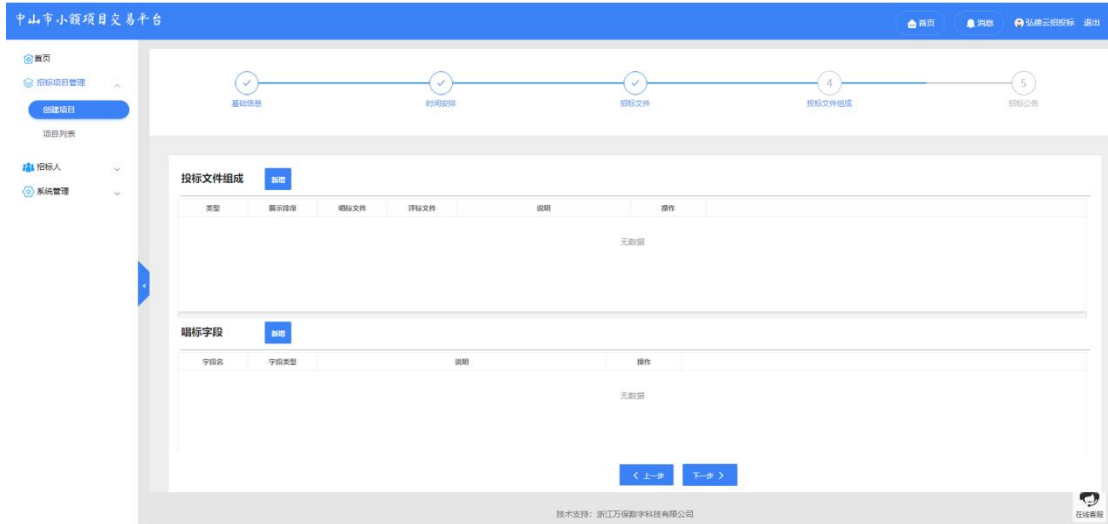 中山市小额项目交易平台
首页 消息 弘德云招投标 退出
首页
招标项目管理
创建项目
项目列表
招标人
系统管理
4 5
基础信息 时间安排 招标文件 投标文件组成 招标公告
投标文件组成 新增
类型 展示排序 唱标文件 评标文件 说明 操作
无数据
唱标字段 新增
字段名 字段类型 说明 操作
无数据
上一步 下一步
技术支持：浙江万保数字科技有限公司
在线客服